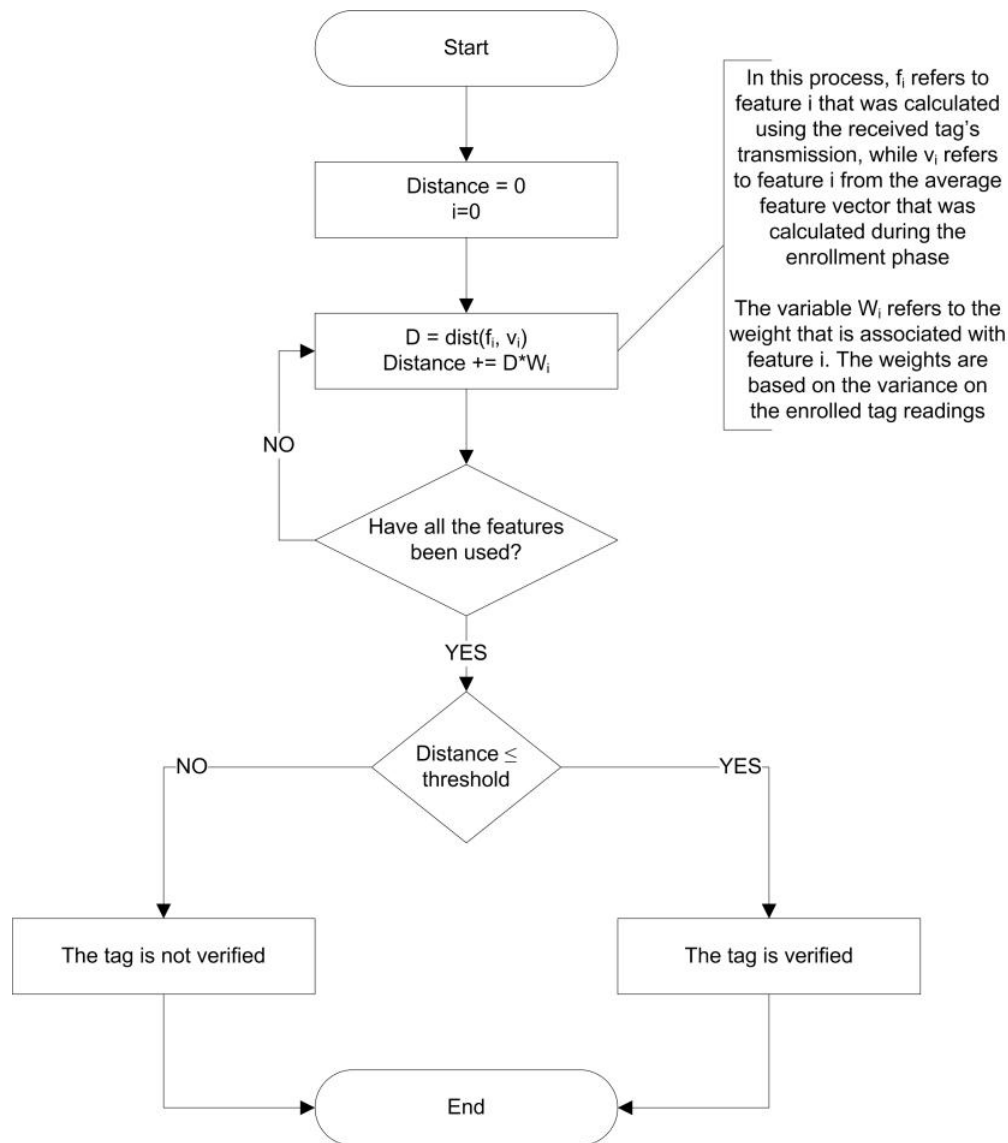 Start
In this process, fᵢ refers to
feature i that was calculated
using the received tag's
transmission, while vᵢ refers
to feature i from the average
feature vector that was
calculated during the
enrollment phase
The variable Wᵢ refers to the
weight that is associated with
feature i. The weights are
based on the variance on
the enrolled tag readings
Distance = 0
i=0
D = dist(fᵢ, vᵢ)
Distance += D*Wᵢ
NO
Have all the features
been used?
YES
Distance ≤
threshold
NO
YES
The tag is not verified
The tag is verified
End